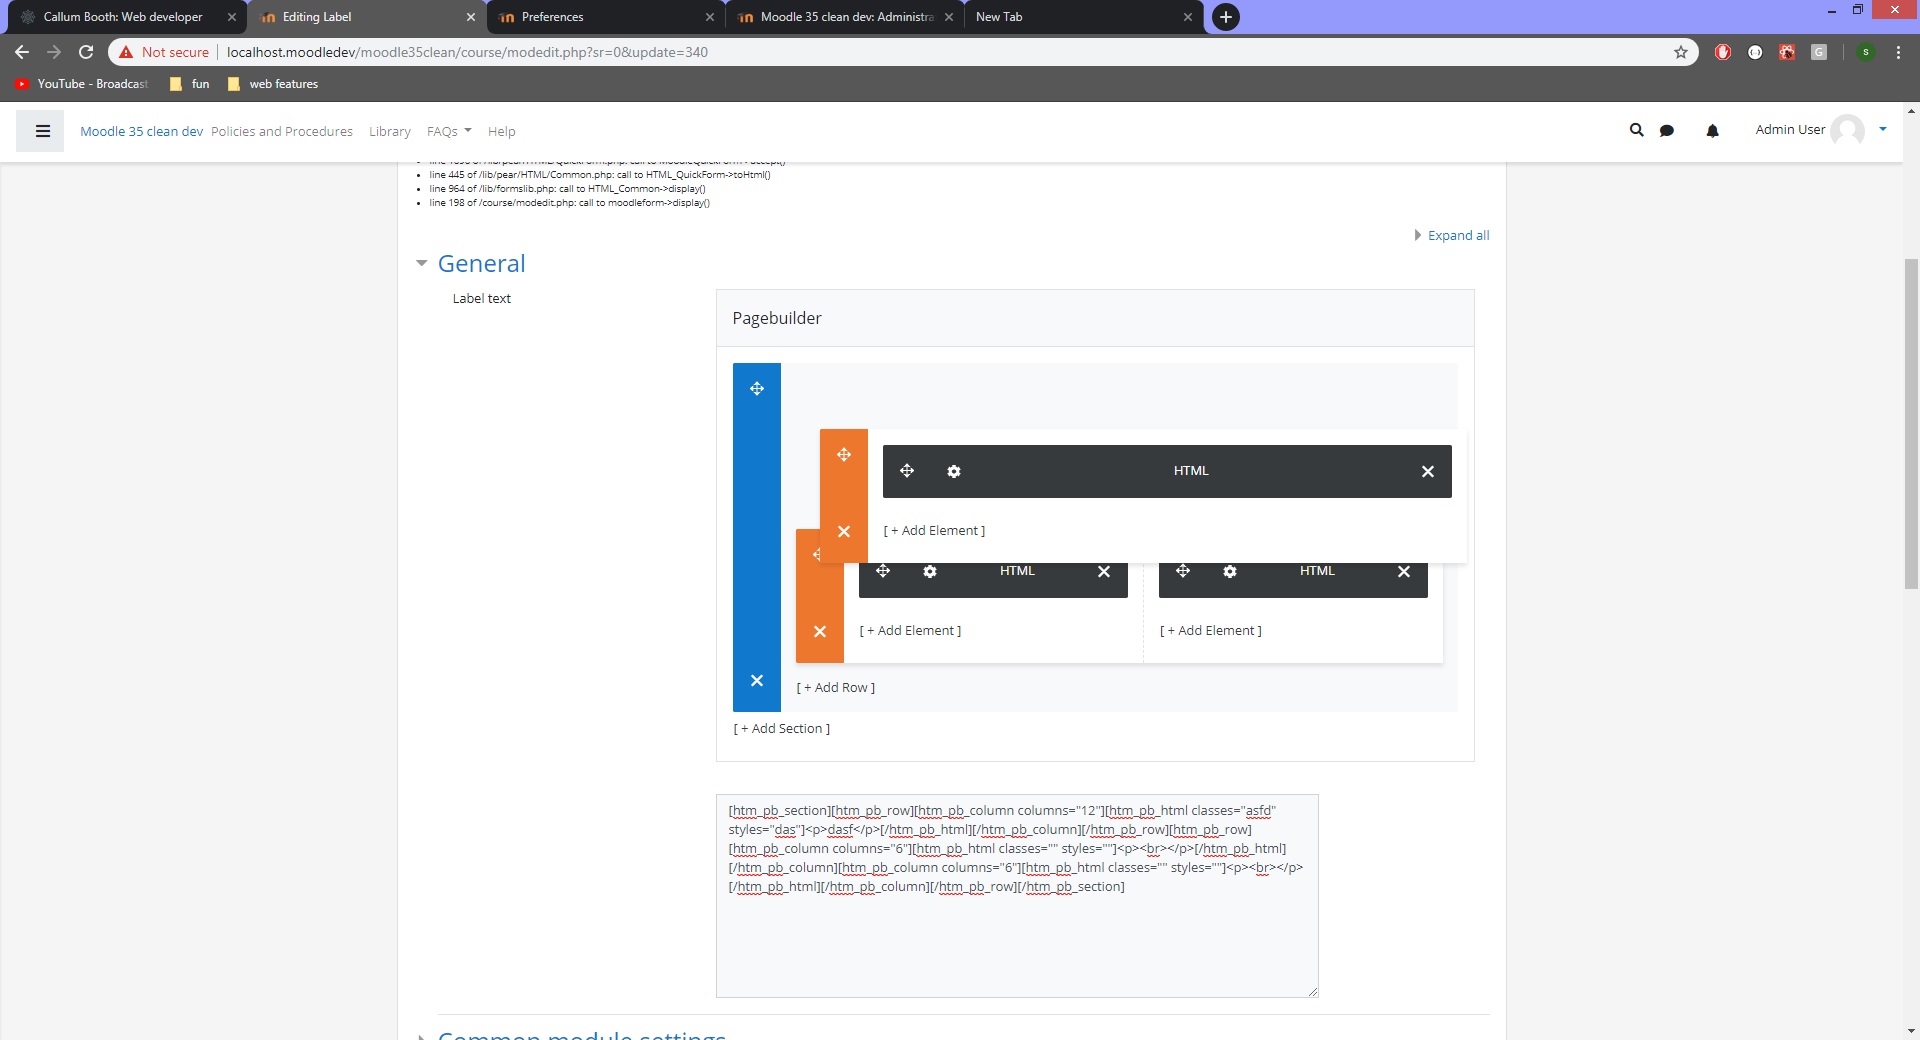 Callum Booth: Web developer
Editing Label
Preferences
Moodle 35 clean dev: Administra
New Tab
Not secure
localhost.moodledev/moodle35clean/course/modedit.php?sr=0&update=340
YouTube - Broadcast
fun
web features
Moodle 35 clean dev
Policies and Procedures
Library
FAQs
Help
Admin User
line 445 of /lib/pear/HTML/Common.php: call to HTML_QuickForm->toHtml()
line 964 of /lib/formslib.php: call to HTML_Common->display()
line 198 of /course/modedit.php: call to moodleform->display()
Expand all
General
Label text
Pagebuilder
HTML
[ + Add Element ]
HTML
HTML
[ + Add Element ]
[ + Add Element ]
[ + Add Row ]
[ + Add Section ]
[htm_pb_section][htm_pb_row][htm_pb_column columns="12"][htm_pb_html classes="asfd"
styles="das"]<p>dasf</p>[/htm_pb_html][/htm_pb_column][/htm_pb_row][htm_pb_row]
[htm_pb_column columns="6"][htm_pb_html classes="" styles=""]<p><br></p>[/htm_pb_html]
[/htm_pb_column][htm_pb_column columns="6"][htm_pb_html classes="" styles=""]<p><br></p>
[/htm_pb_html][/htm_pb_column][/htm_pb_row][/htm_pb_section]
Common module settings